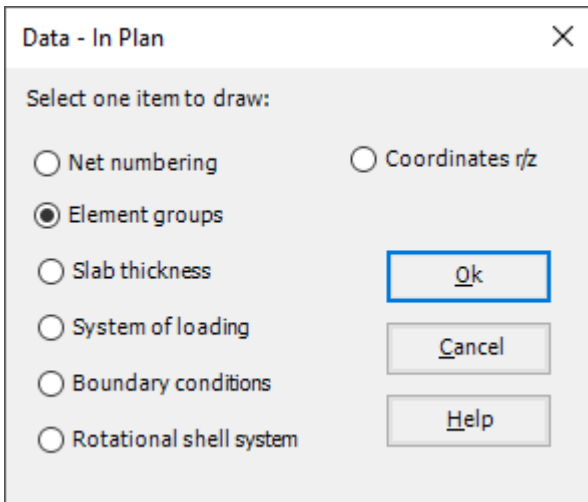 Data - In Plan
Select one item to draw:
Net numbering
Coordinates r/z
Element groups
Slab thickness
Ok
System of loading
Cancel
Boundary conditions
Help
Rotational shell system